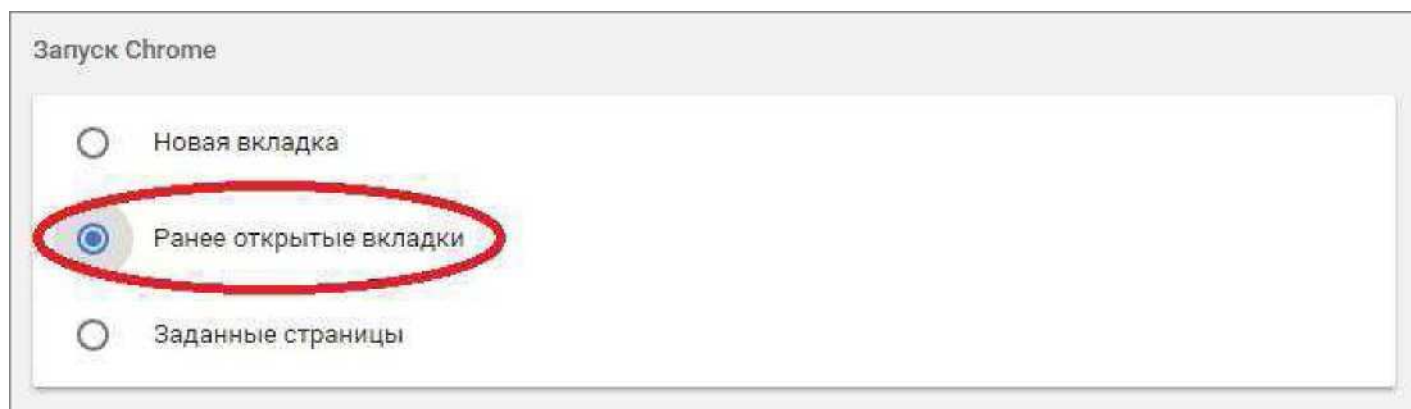 Запуск Chrome
Новая вкладка
Ранее открытые вкладки
Заданные страницы